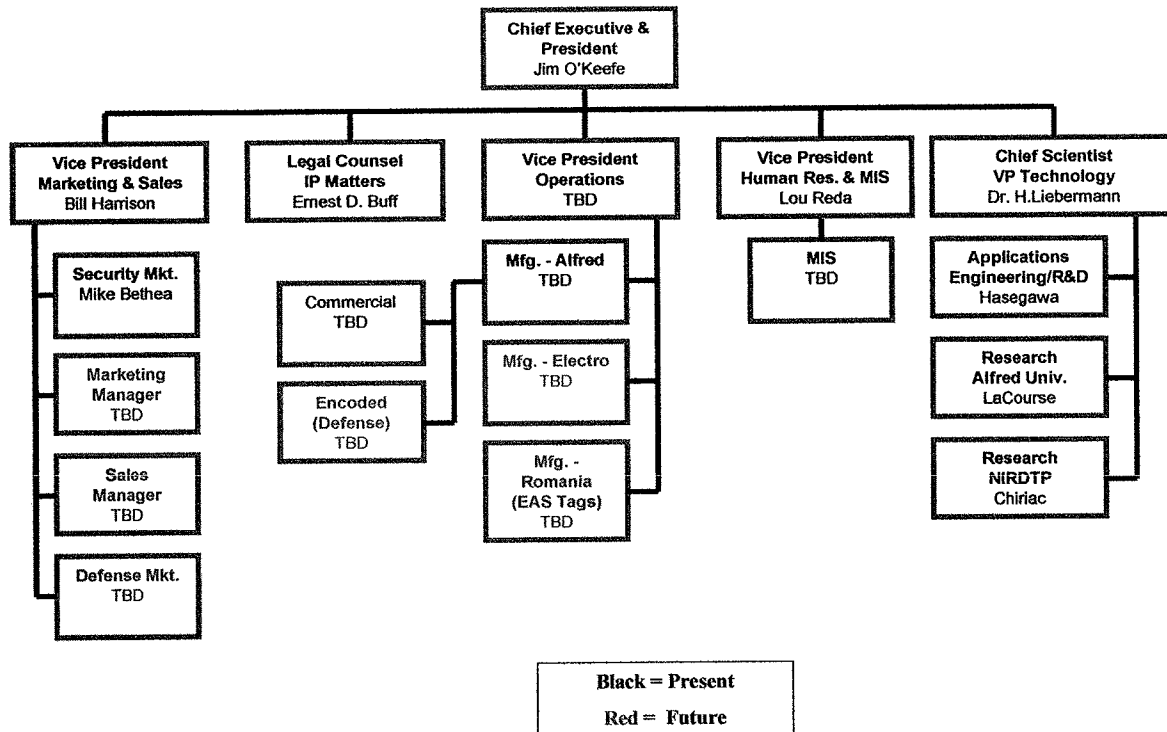 Chief Executive &
President
Jim O'Keefe
Vice President
Marketing & Sales
Bill Harrison
Legal Counsel
IP Matters
Ernest D. Buff
Vice President
Operations
TBD
Vice President
Human Res. & MIS
Lou Reda
Chief Scientist
VP Technology
Dr. H.Liebermann
Security Mkt.
Mike Bethea
Marketing
Manager
TBD
Sales
Manager
TBD
Defense Mkt.
TBD
Commercial
TBD
Encoded
(Defense)
TBD
Mfg. - Alfred
TBD
Mfg. - Electro
TBD
Mfg. -
Romania
(EAS Tags)
TBD
MIS
TBD
Applications
Engineering/R&D
Hasegawa
Research
Alfred Univ.
LaCourse
Research
NIRDTP
Chiriac
Black = Present
Red = Future